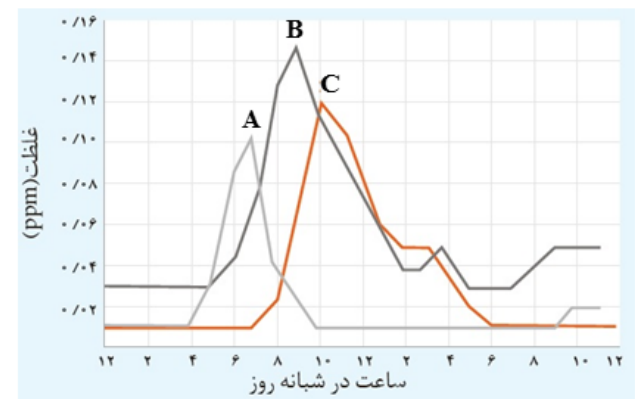 ۰/۱۶
۰/۱۴
۰/۱۲
۰/۱۰
۰/۰۸
۰/۰۶
۰/۰۴
۰/۰۲
غلظت(ppm)
A
B
C
۱۲ ۲ ۴ ۶ ۸ ۱۰ ۱۲ ۲ ۴ ۶ ۸ ۱۰ ۱۲
ساعت در شبانه روز